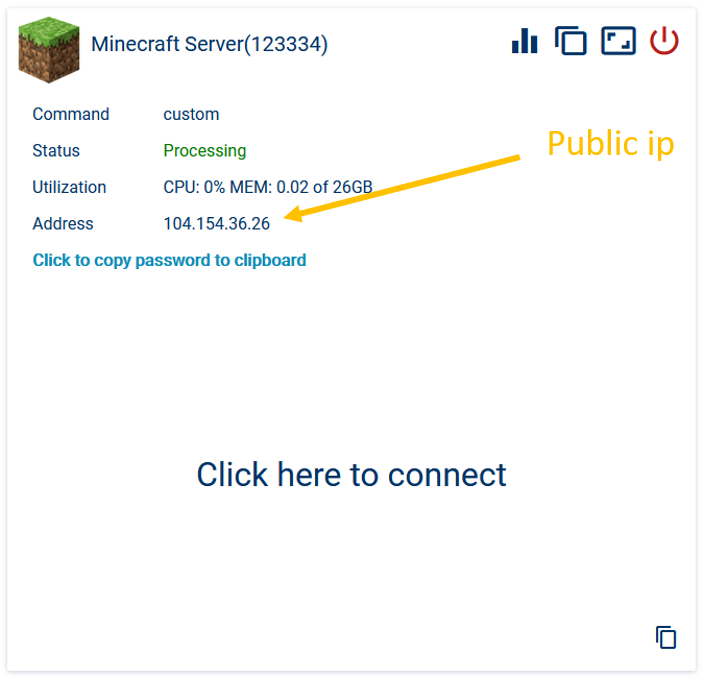 Minecraft Server(123334)
Command custom
Public ip
Status Processing
Utilization CPU: 0% MEM: 0.02 of 26GB
Address 104.154.36.26
Click to copy password to clipboard
Click here to connect